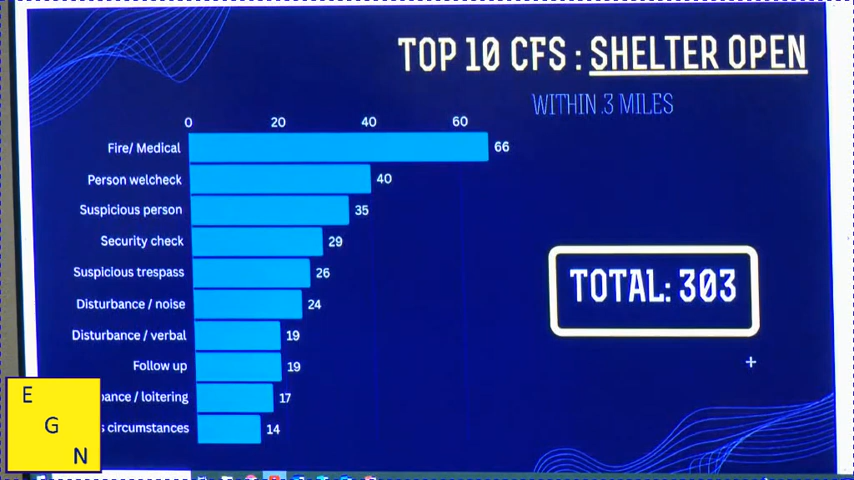 TOP 10 CFS : SHELTER OPEN
WITHIN .3 MILES
0 20 40 60
Fire/ Medical 66
Person welcheck 40
Suspicious person 35
Security check 29
Suspicious trespass 26
Disturbance / noise 24
Disturbance / verbal 19
Follow up 19
/ loitering 17
circumstances 14
TOTAL: 303
E
G
N